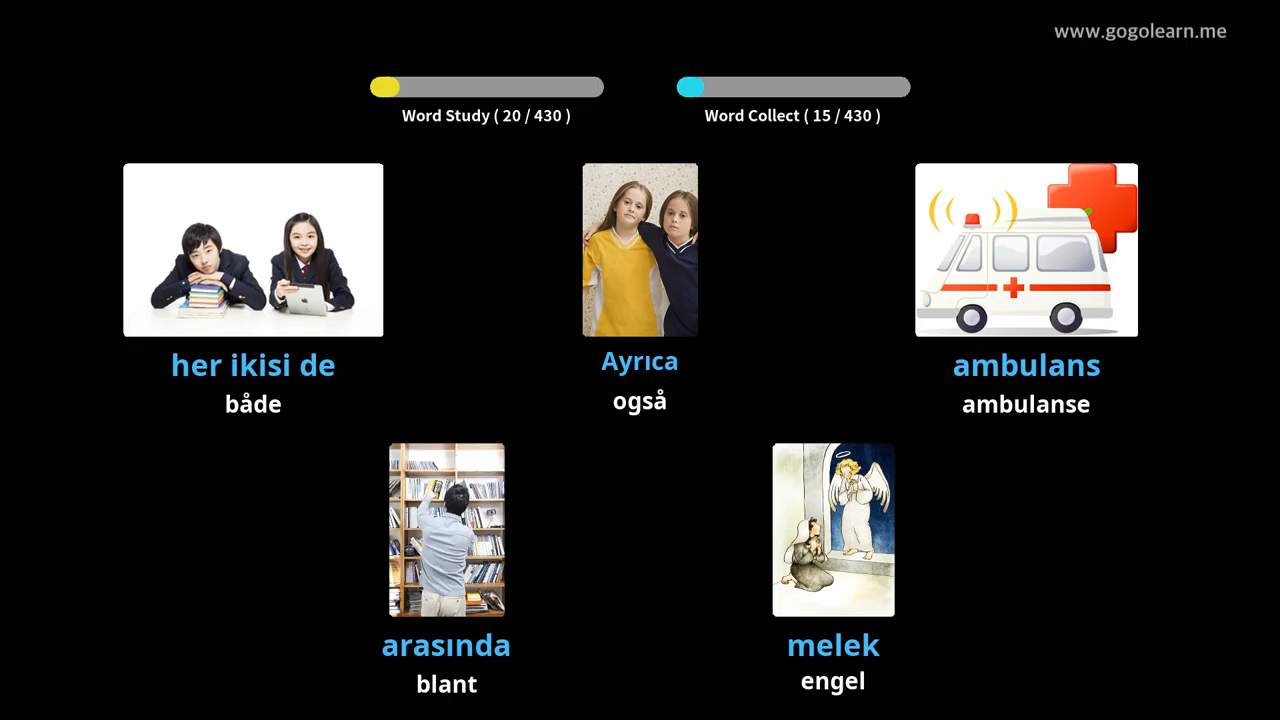 www.gogolearn.me
Word Study ( 20 / 430 )
Word Collect ( 15 / 430 )
her ikisi de
både
Ayrıca
også
ambulans
ambulanse
arasında
blant
melek
engel